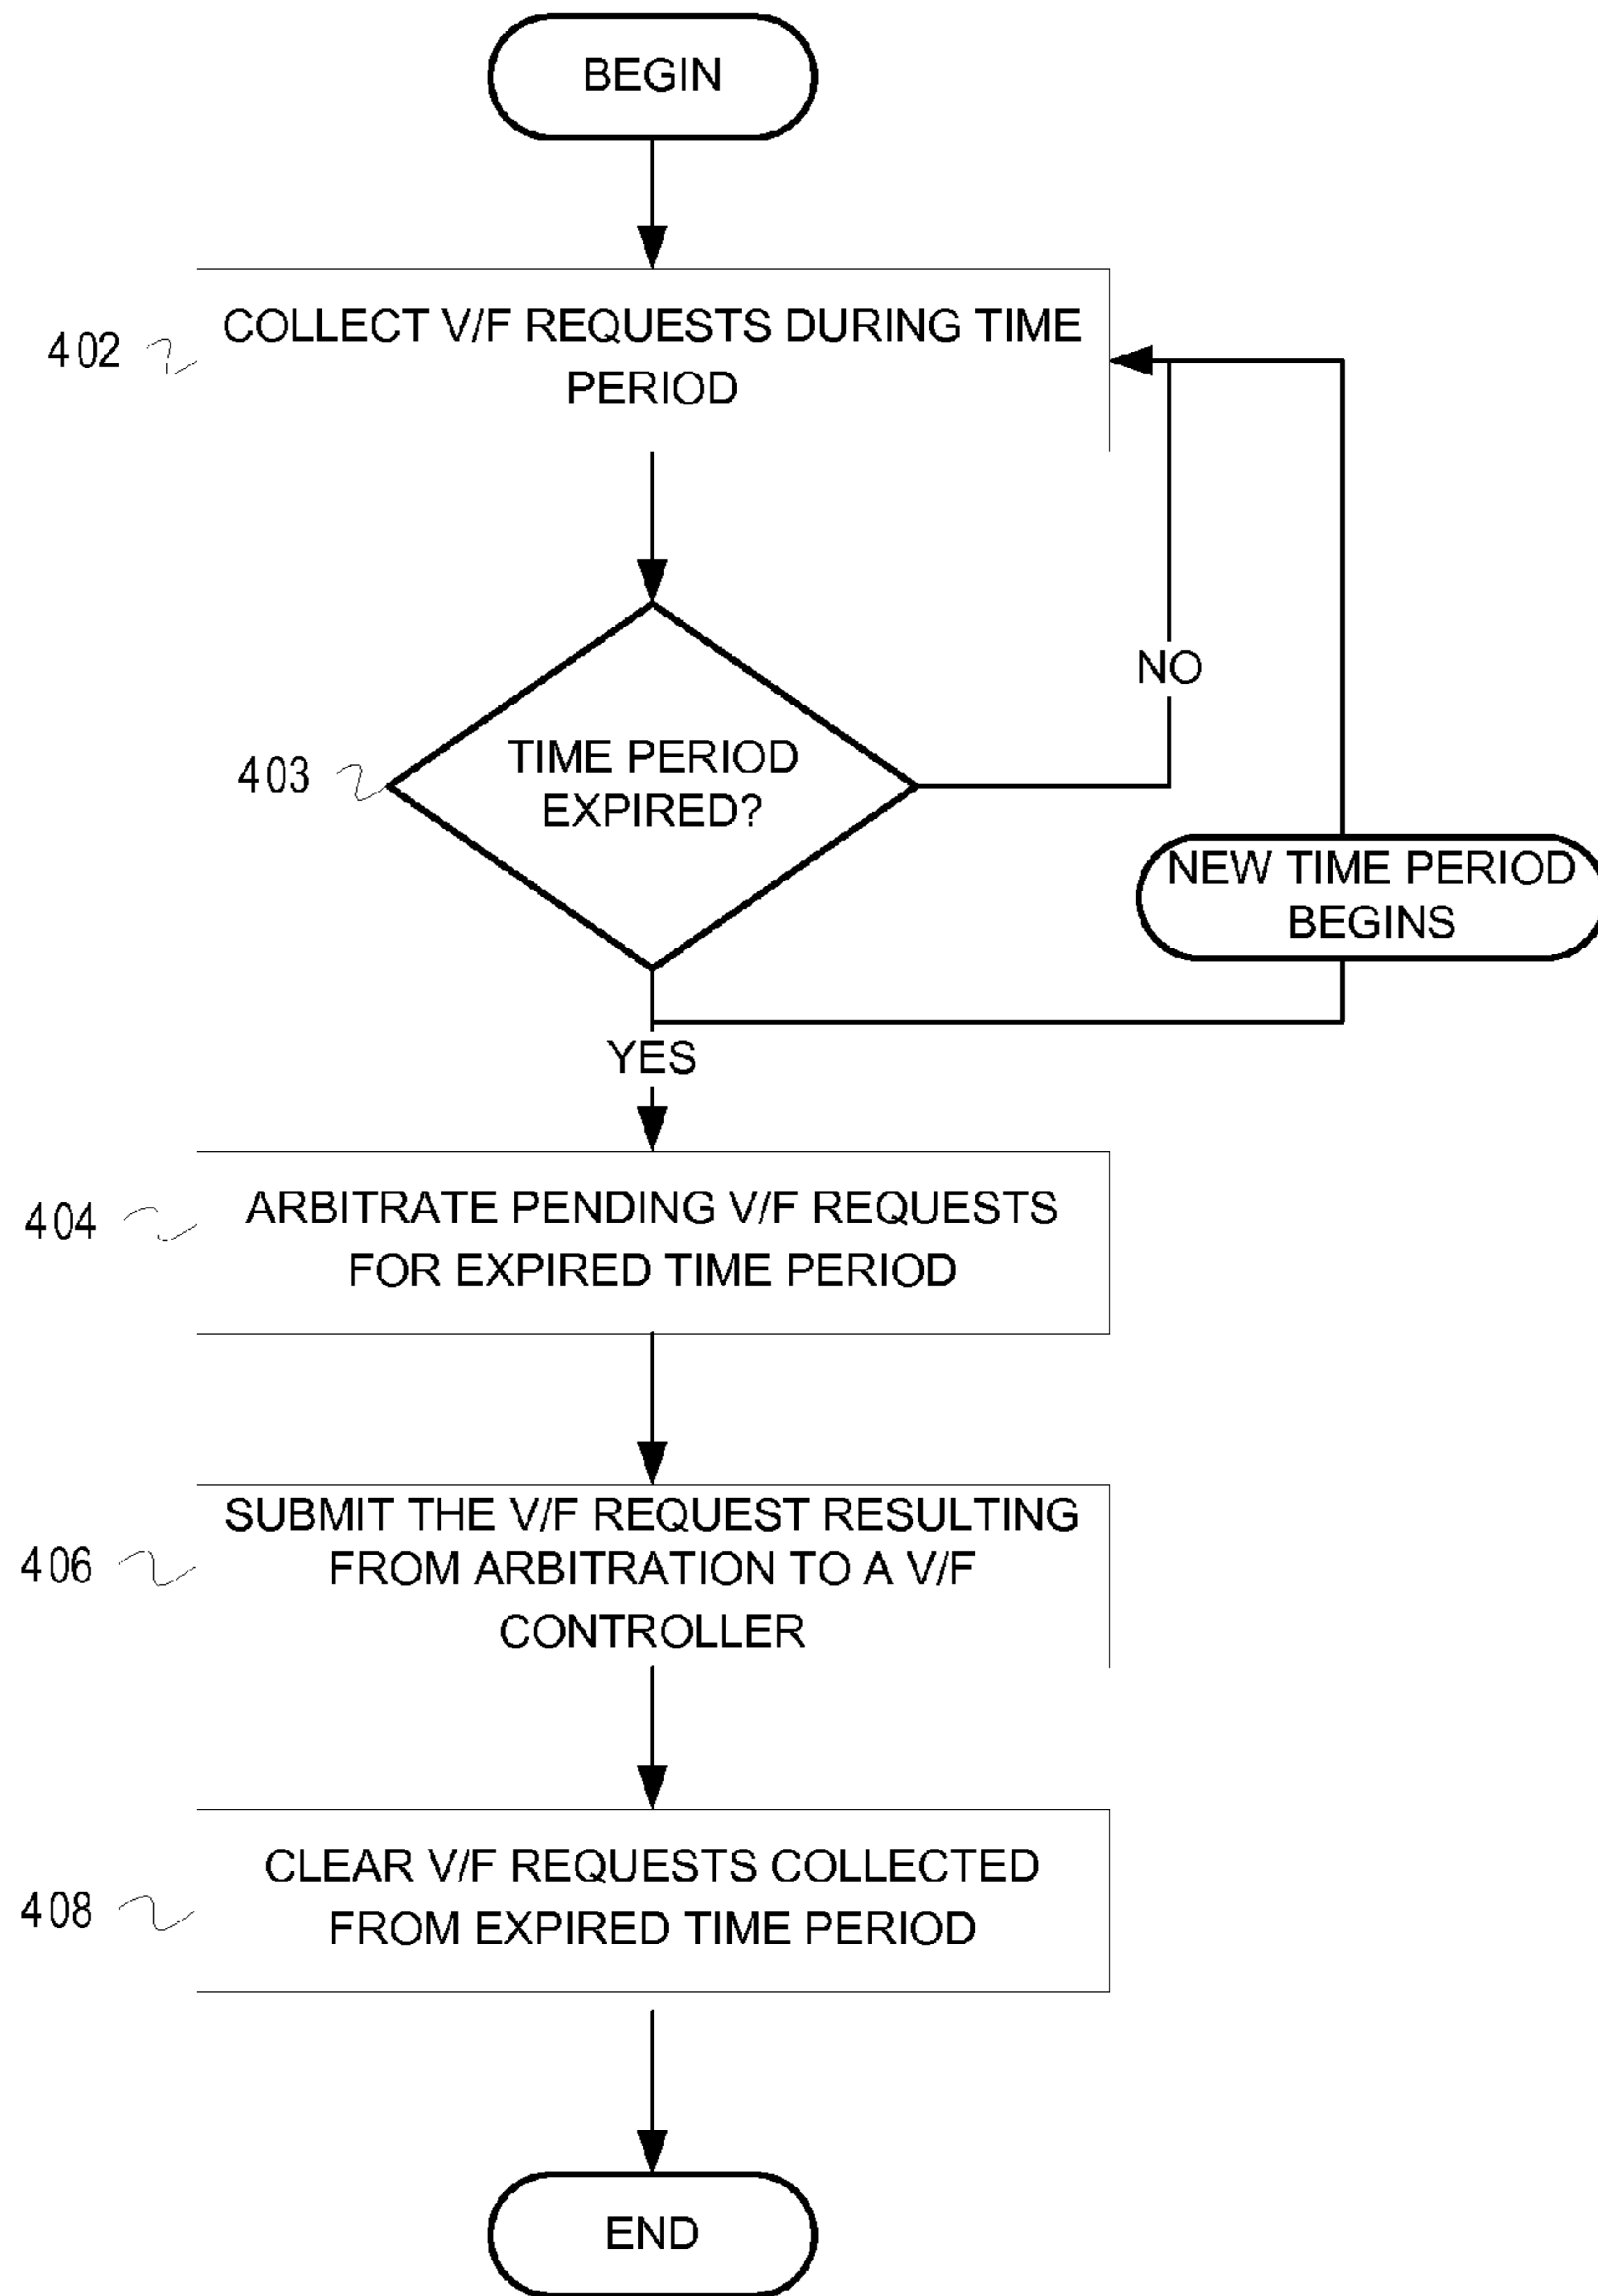 BEGIN
402
COLLECT V/F REQUESTS DURING TIME
PERIOD
NO
403
TIME PERIOD
EXPIRED?
NEW TIME PERIOD
BEGINS
YES
404
ARBITRATE PENDING V/F REQUESTS
FOR EXPIRED TIME PERIOD
406
SUBMIT THE V/F REQUEST RESULTING
FROM ARBITRATION TO A V/F
CONTROLLER
408
CLEAR V/F REQUESTS COLLECTED
FROM EXPIRED TIME PERIOD
END